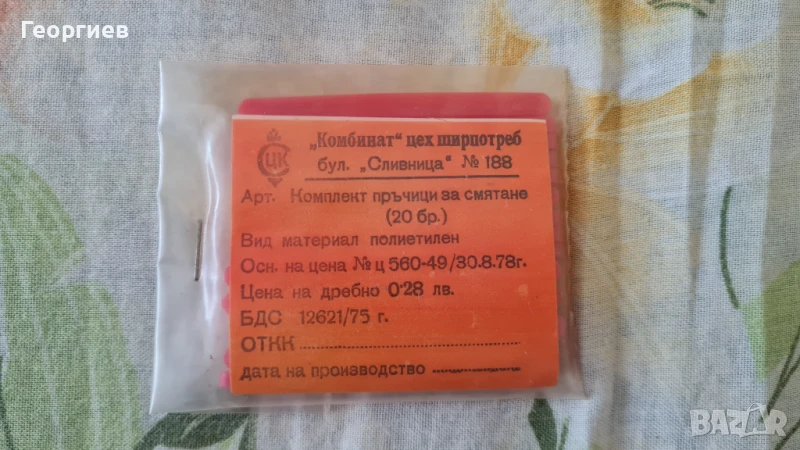 Георгиев
„Комбинат“ цех ширпотреб
бул. „Сливница“ № 188
ЦК
Арт. Комплект пръчици за смятане
(20 бр.)
Вид материал полиетилен
Осн. на цена № ц 560-49/30.8.78г.
Цена на дребно 0·28 лв.
БДС 12621/75 г.
ОТКК
дата на производство
BAZAR